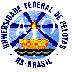 UNIVERSIDADE FEDERAL DE PELOTAS
RS BRASIL